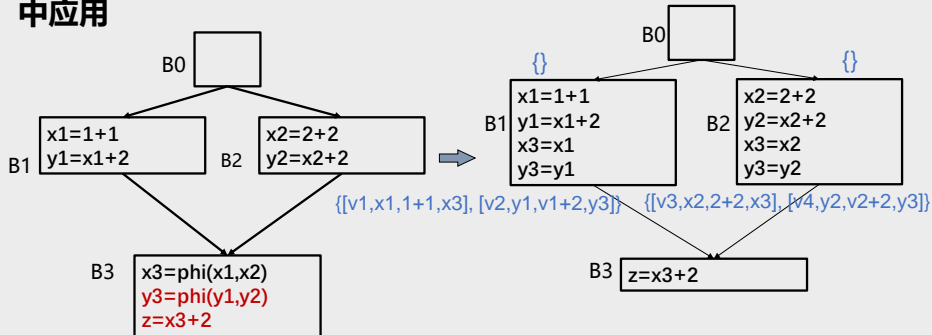 中应用
B0
B1
x1=1+1
y1=x1+2
B2
x2=2+2
y2=x2+2
B3
x3=phi(x1,x2)
y3=phi(y1,y2)
z=x3+2
B0
{}
{}
B1
x1=1+1
y1=x1+2
x3=x1
y3=y1
B2
x2=2+2
y2=x2+2
x3=x2
y3=y2
{[v1,x1,1+1,x3], [v2,y1,v1+2,y3]}
{[v3,x2,2+2,x3], [v4,y2,v2+2,y3]}
B3
z=x3+2